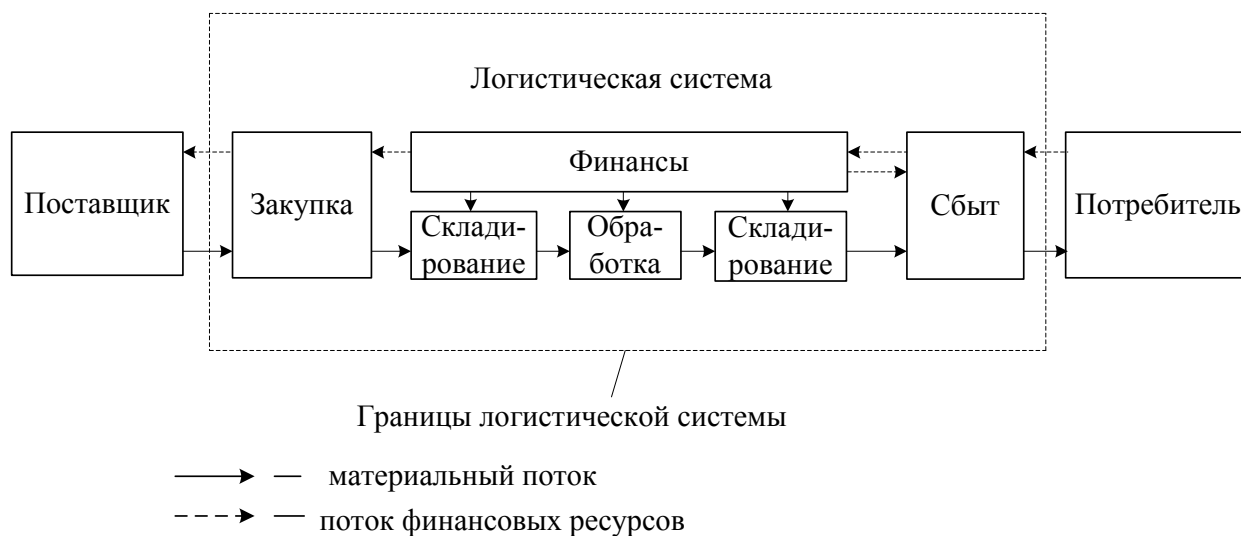 Логистическая система
Финансы
Поставщик
Закупка
Сбыт
Потребитель
Склади-
рование
Обра-
ботка
Склади-
рование
Границы логистической системы
— материальный поток
— поток финансовых ресурсов